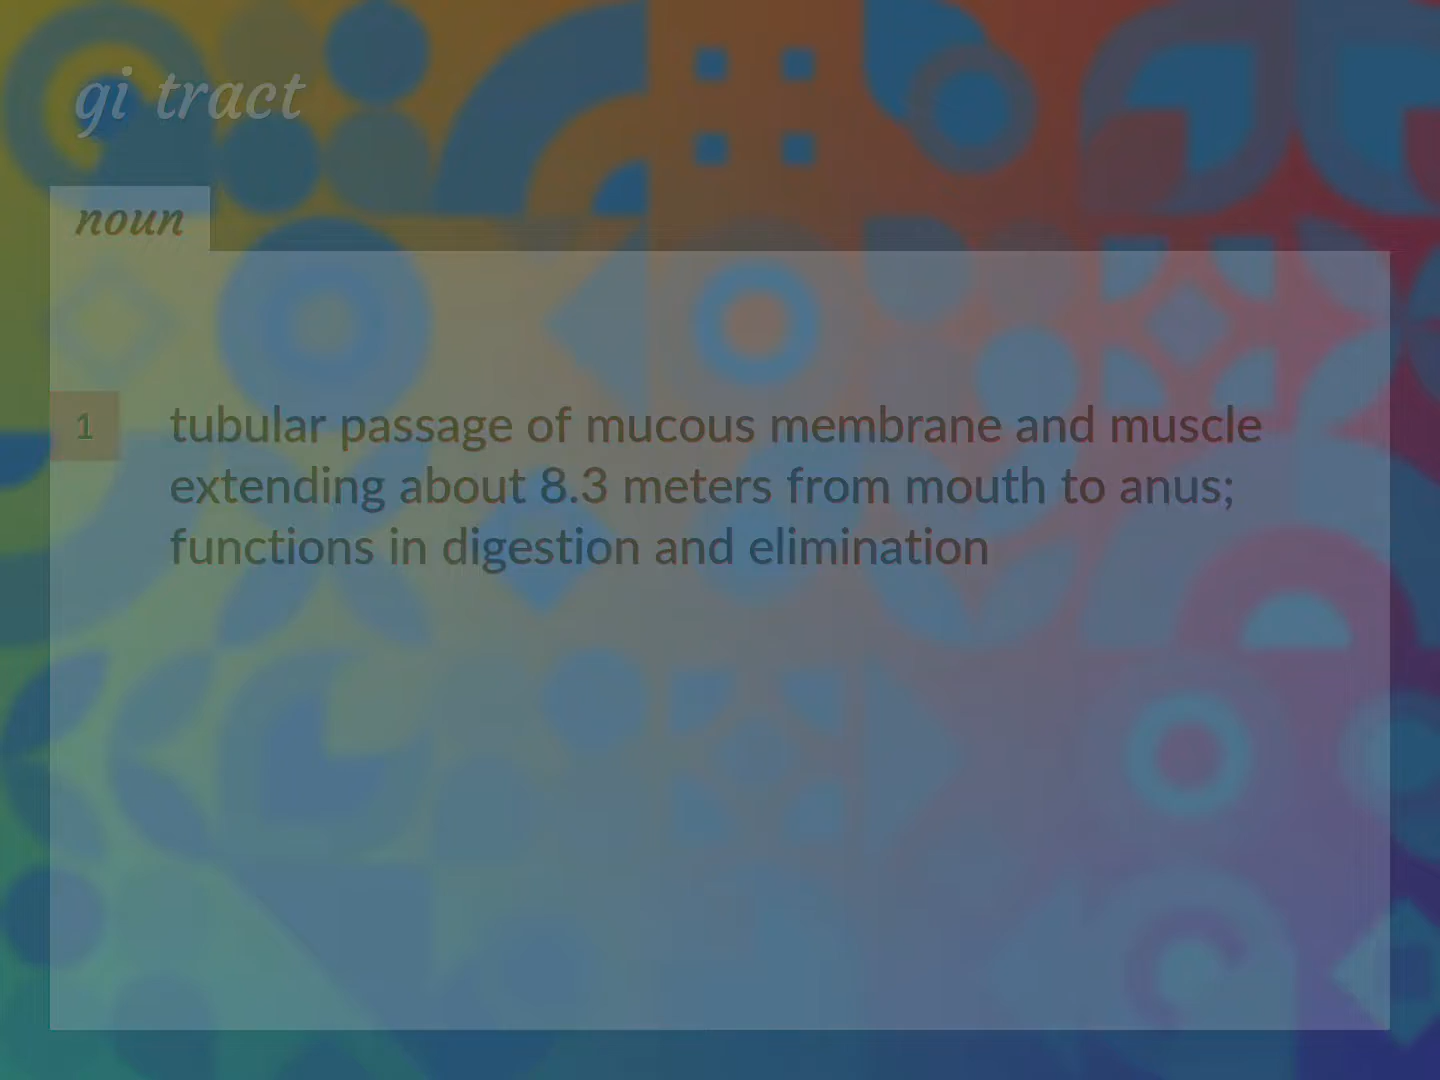 gi tract
noun
1
tubular passage of mucous membrane and muscle
extending about 8.3 meters from mouth to anus;
functions in digestion and elimination